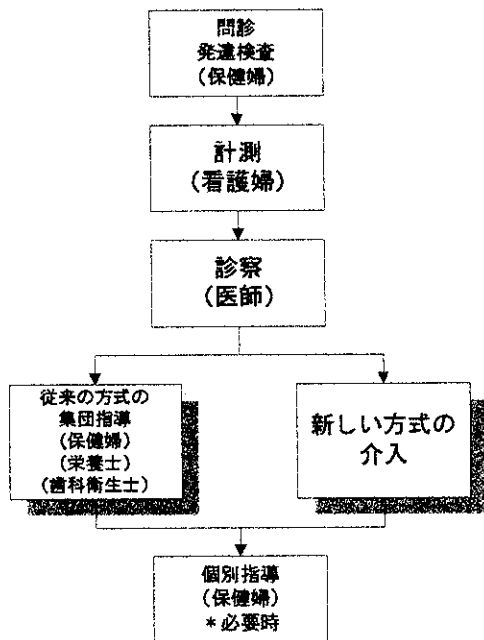 問診
発達検査
(保健婦)
計測
(看護婦)
診察
(医師)
従来の方式の
集団指導
(保健婦)
(栄養士)
(歯科衛生士)
新しい方式の
介入
個別指導
(保健婦)
*必要時